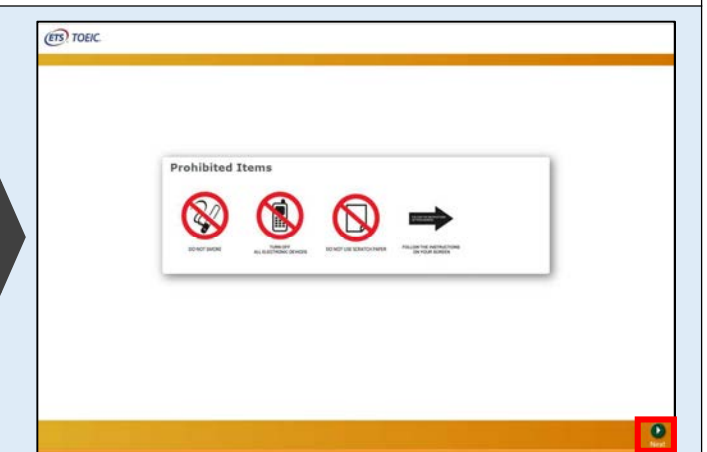 ETS TOEIC
Prohibited Items
DO NOT SMOKE
TURN OFF
ALL ELECTRONIC DEVICES
DO NOT USE SCRATCH PAPER
FOLLOW THE INSTRUCTIONS
ON YOUR SCREEN
Next